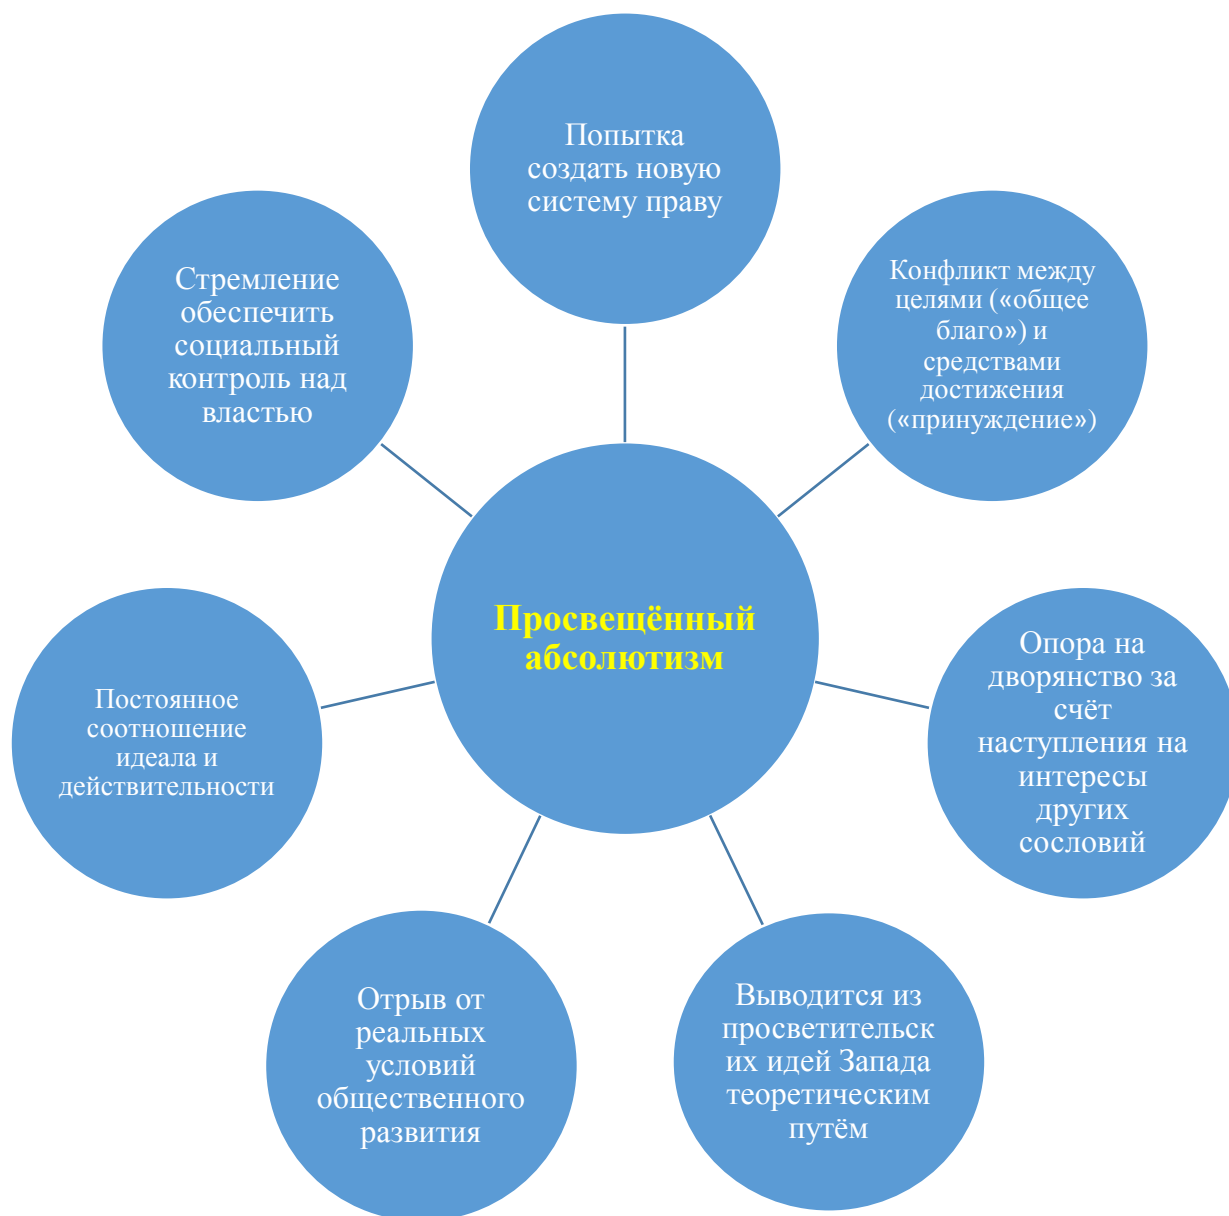 Попытка
создать новую
систему праву
Конфликт между
целями («общее
благо») и
средствами
достижения
(«принуждение»)
Опора на
дворянство за
счёт
наступления на
интересы
других
сословий
Выводится из
просветительск
их идей Запада
теоретическим
путём
Отрыв от
реальных
условий
общественного
развития
Постоянное
соотношение
идеала и
действительности
Стремление
обеспечить
социальный
контроль над
властью
Просвещённый
абсолютизм